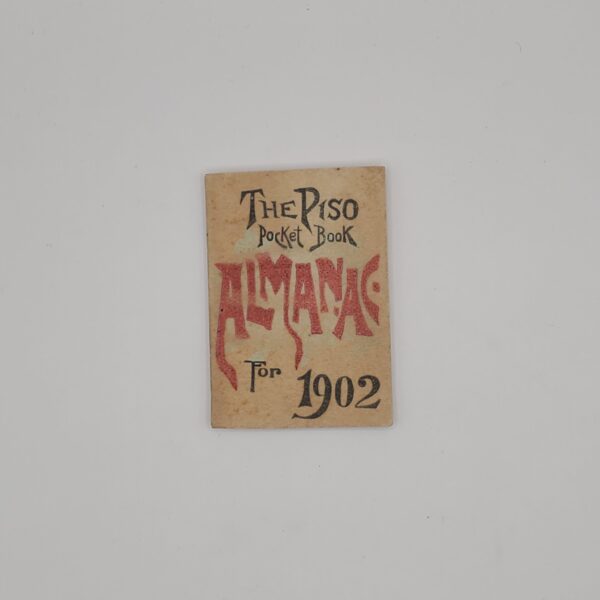 THE PISO
POCKET BOOK
ALMANAC
For 1902